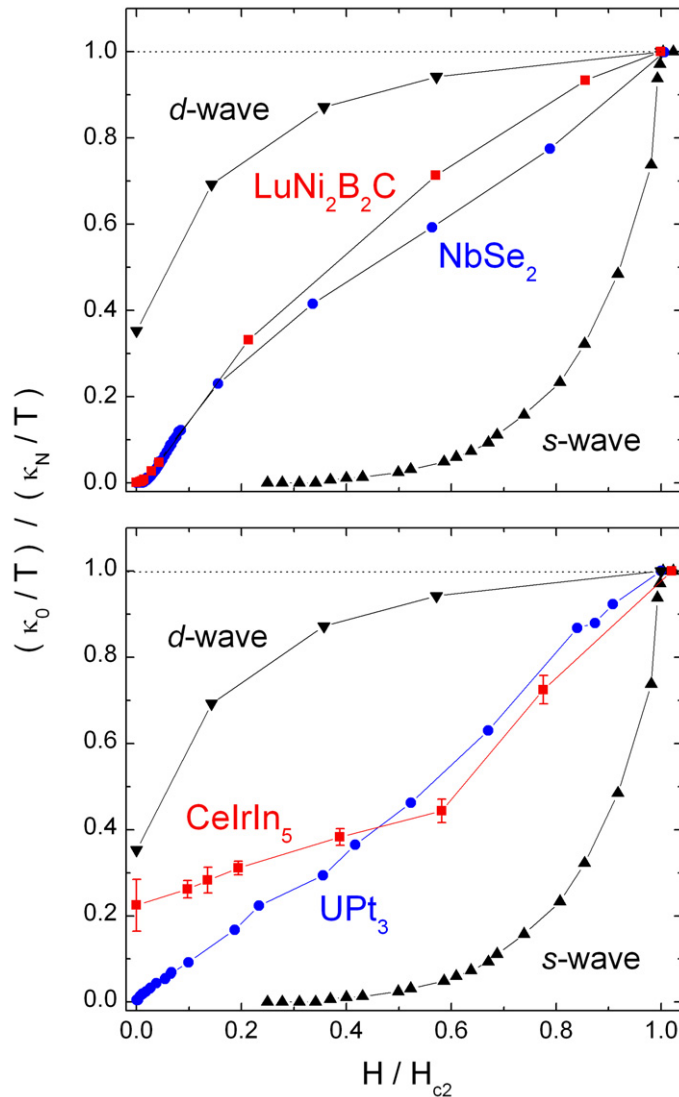 1.0
d-wave
0.8
LuNi₂B₂C
0.6
NbSe₂
0.4
0.2
s-wave
0.0
( κ₀ / T ) / ( κ_N / T )
1.0
d-wave
0.8
0.6
CeIrIn₅
0.4
UPt₃
0.2
s-wave
0.0
0.0 0.2 0.4 0.6 0.8 1.0
H / H_c2